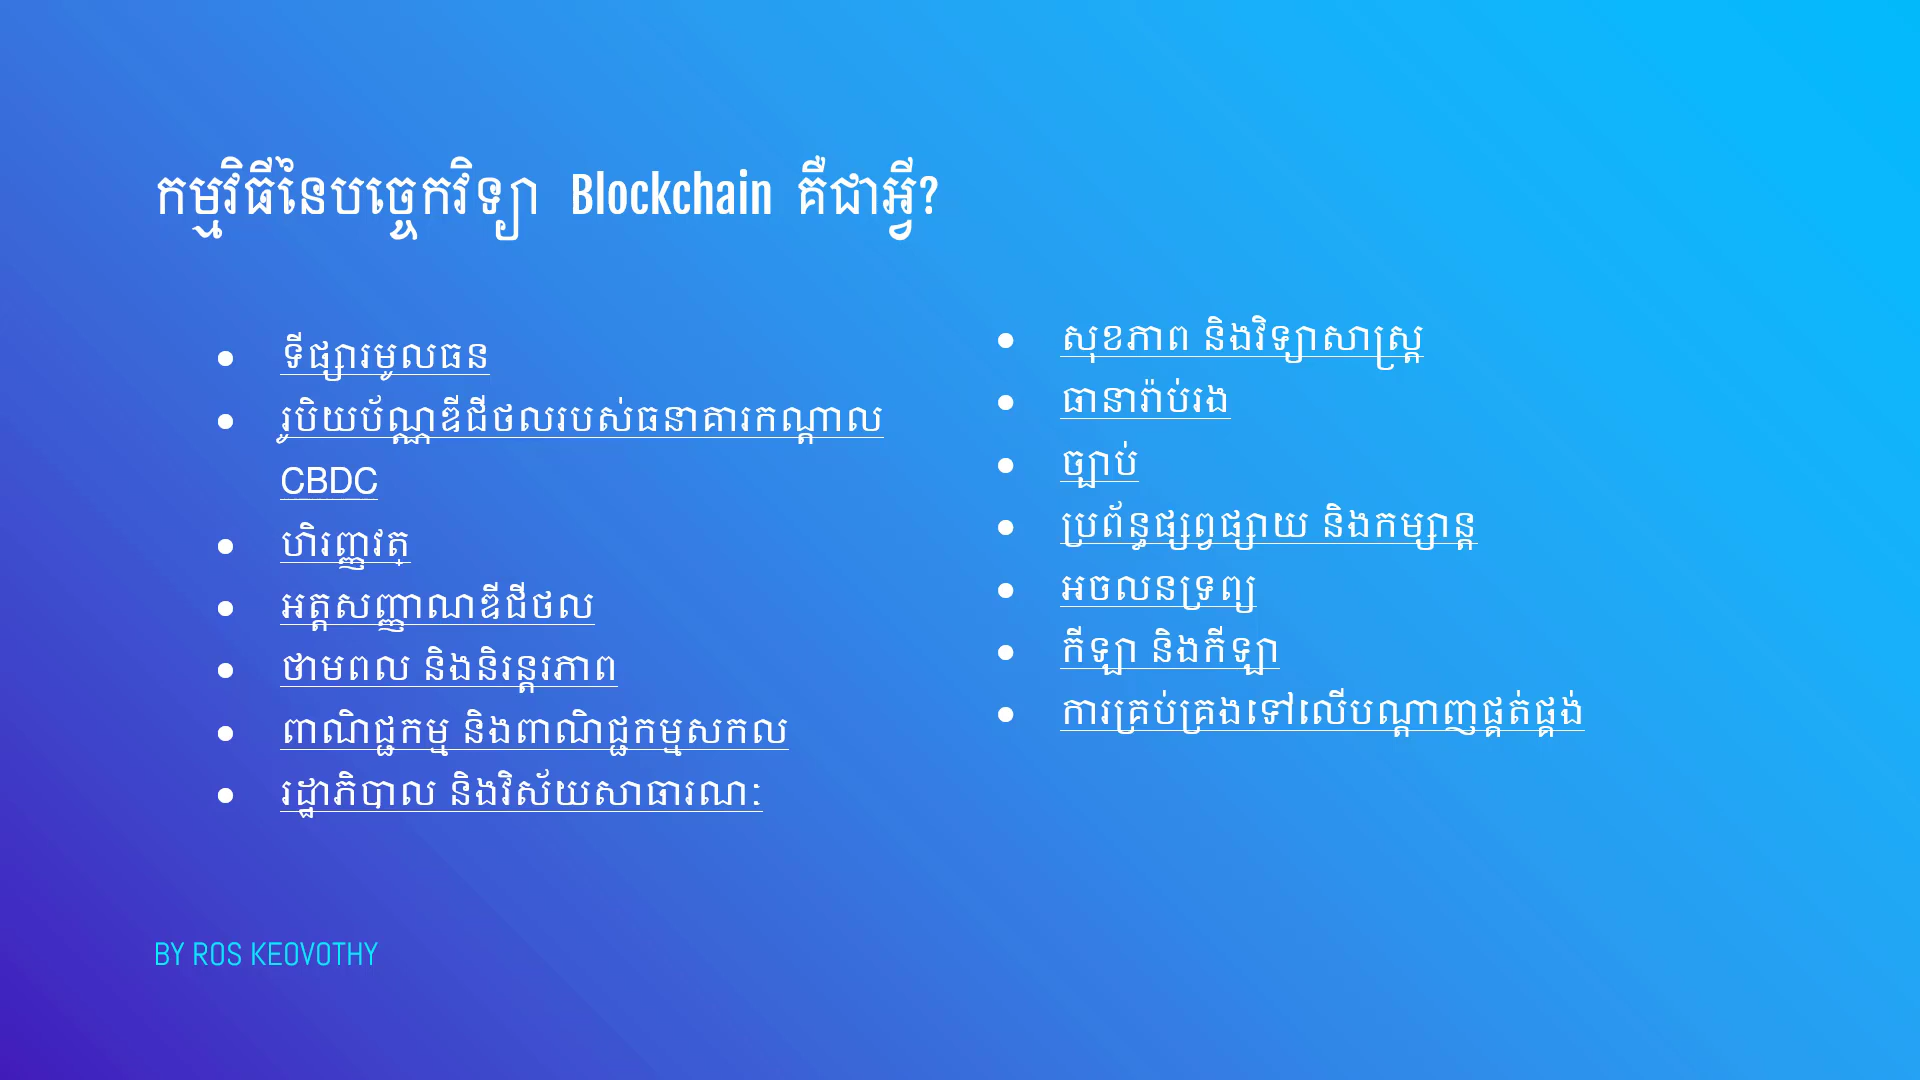 កម្មវិធីនៃបច្ចេកវិទ្យា Blockchain គឺជាអ្វី?
ទីផ្សារមូលធន
រូបិយប័ណ្ណឌីជីថលរបស់ធនាគារកណ្តាល
CBDC
ហិរញ្ញវត្ថុ
អត្តសញ្ញាណឌីជីថល
ថាមពល និងនិរន្តរភាព
ពាណិជ្ជកម្ម និងពាណិជ្ជកម្មសកល
រដ្ឋាភិបាល និងវិស័យសាធារណៈ
សុខភាព និងវិទ្យាសាស្ត្រ
ធានារ៉ាប់រង
ច្បាប់
ប្រព័ន្ធផ្សព្វផ្សាយ និងកម្សាន្ត
អចលនទ្រព្យ
កីឡា និងកីឡា
ការគ្រប់គ្រងទៅលើបណ្តាញផ្គត់ផ្គង់
BY ROS KEOVOTHY